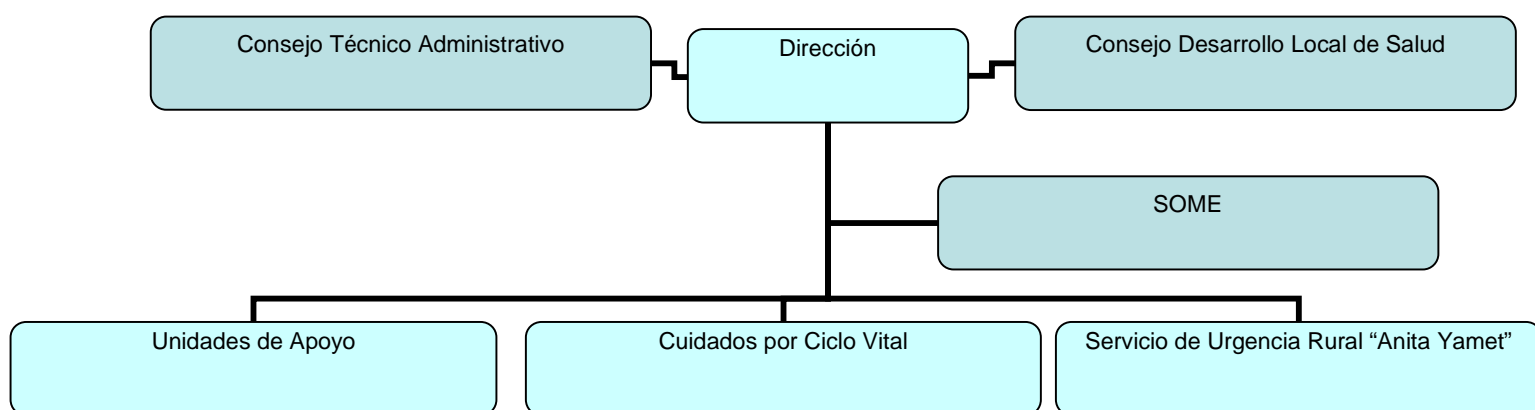 Consejo Técnico Administrativo
Dirección
Consejo Desarrollo Local de Salud
SOME
Unidades de Apoyo
Cuidados por Ciclo Vital
Servicio de Urgencia Rural “Anita Yamet”